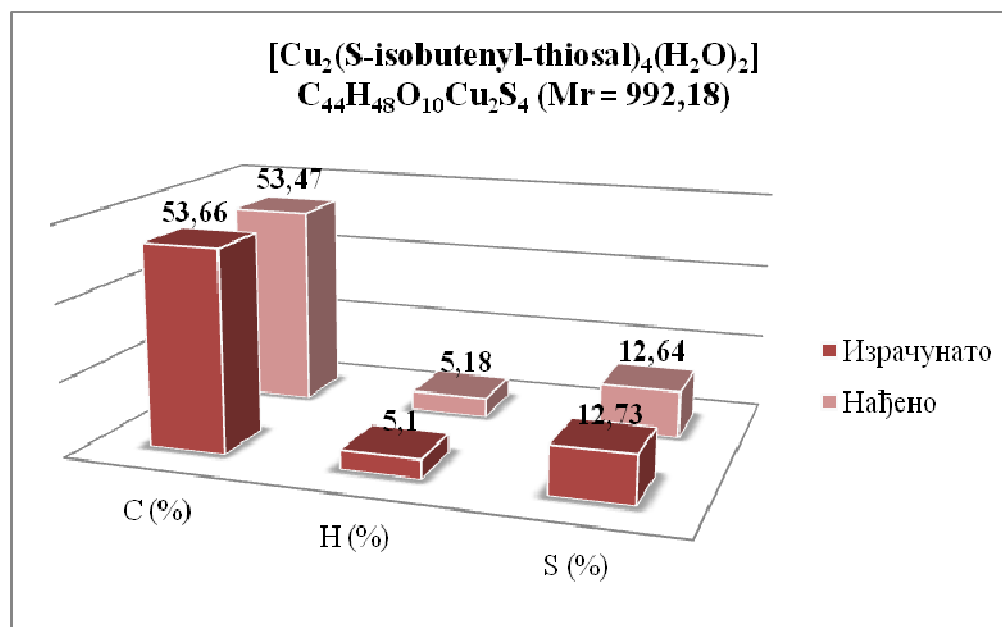 [Cu₂(S-isobutenyl-thiosal)₄(H₂O)₂]
C₄₄H₄₈O₁₀Cu₂S₄ (Mr = 992,18)
53,47
53,66
5,18
12,64
5,1
12,73
Израчунато
Нађено
C (%)
H (%)
S (%)